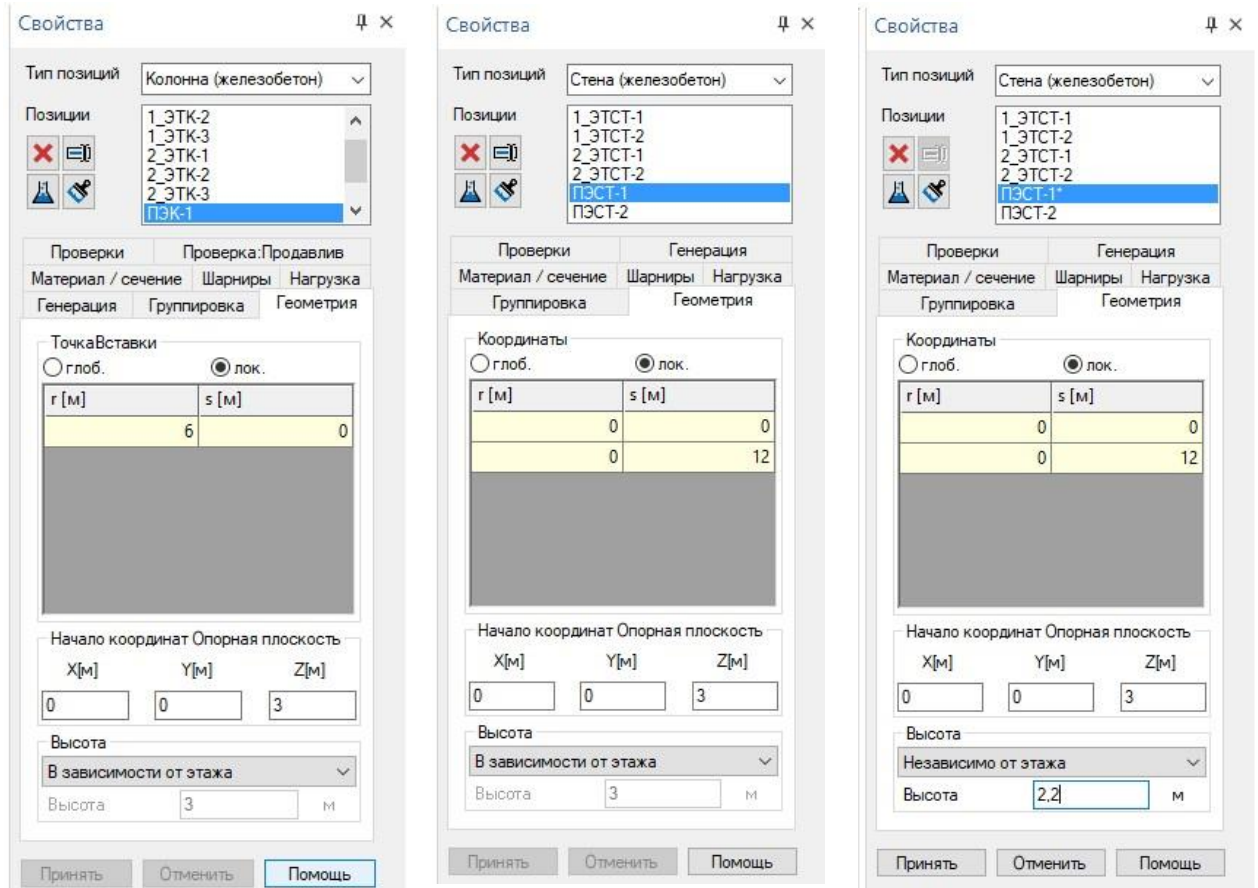 Свойства
Тип позиций Колонна (железобетон)
Позиции
1_ЭТК-2
1_ЭТК-3
2_ЭТК-1
2_ЭТК-2
2_ЭТК-3
ПЭК-1
Проверки Проверка:Продавлив
Материал / сечение Шарниры Нагрузка
Генерация Группировка Геометрия
ТочкаВставки
глоб. лок.
r [м] s [м]
6 0
Начало координат Опорная плоскость
X[м] Y[м] Z[м]
0 0 3
Высота
В зависимости от этажа
Высота 3 м
Принять Отменить Помощь
Свойства
Тип позиций Стена (железобетон)
Позиции
1_ЭТСТ-1
1_ЭТСТ-2
2_ЭТСТ-1
2_ЭТСТ-2
ПЭСТ-1
ПЭСТ-2
Проверки Генерация
Материал / сечение Шарниры Нагрузка
Группировка Геометрия
Координаты
глоб. лок.
r [м] s [м]
0 0
0 12
Начало координат Опорная плоскость
X[м] Y[м] Z[м]
0 0 3
Высота
В зависимости от этажа
Высота 3 м
Принять Отменить Помощь
Свойства
Тип позиций Стена (железобетон)
Позиции
1_ЭТСТ-1
1_ЭТСТ-2
2_ЭТСТ-1
2_ЭТСТ-2
ПЭСТ-1*
ПЭСТ-2
Проверки Генерация
Материал / сечение Шарниры Нагрузка
Группировка Геометрия
Координаты
глоб. лок.
r [м] s [м]
0 0
0 12
Начало координат Опорная плоскость
X[м] Y[м] Z[м]
0 0 3
Высота
Независимо от этажа
Высота 2,2 м
Принять Отменить Помощь